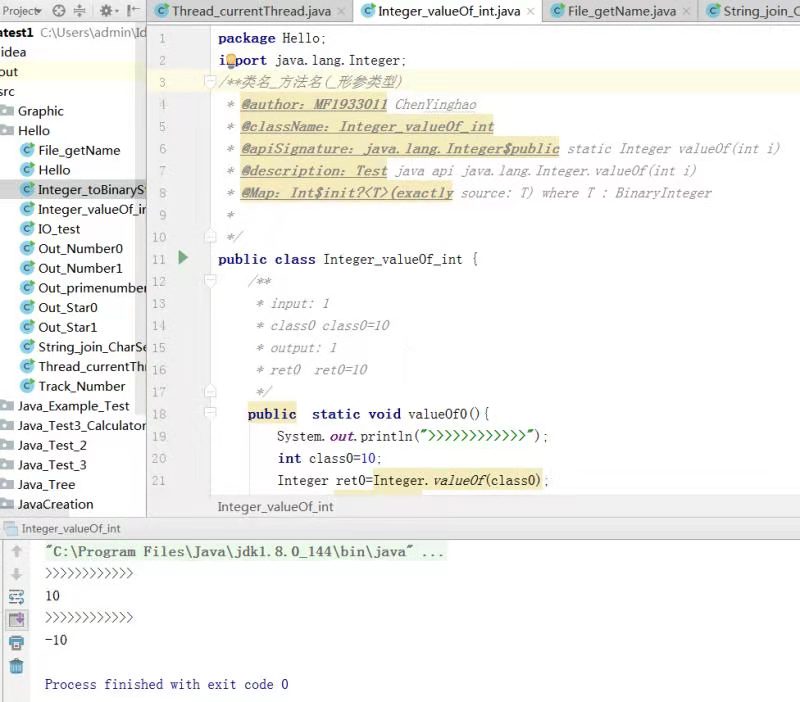 Project
Thread_currentThread.java
Integer_valueOf_int.java
File_getName.java
String_join_C
atest1 C:\Users\admin\Id
idea
out
src
Graphic
Hello
File_getName
Hello
Integer_toBinaryS
Integer_valueOf_in
IO_test
Out_Number0
Out_Number1
Out_primenumber
Out_Star0
Out_Star1
String_join_CharSe
Thread_currentThr
Track_Number
Java_Example_Test
Java_Test3_Calculator
Java_Test_2
Java_Test_3
Java_Tree
JavaCreation
1 package Hello;
2 import java.lang.Integer;
3 /**类名_方法名(_形参类型)
4 * @author: MF1933011 ChenYinghao
5 * @className: Integer_valueOf_int
6 * @apiSignature: java.lang.Integer$public static Integer valueOf(int i)
7 * @description: Test java api java.lang.Integer.valueOf(int i)
8 * @Map: Int$init?<T>(exactly source: T) where T : BinaryInteger
9 *
10 */
11 public class Integer_valueOf_int {
12 /**
13 * input: 1
14 * class0 class0=10
15 * output: 1
16 * ret0 ret0=10
17 */
18 public static void valueOf0(){
19 System.out.println(">>>>>>>>>>>>");
20 int class0=10;
21 Integer ret0=Integer.valueOf(class0);
Integer_valueOf_int
Integer_valueOf_int
"C:\Program Files\Java\jdk1.8.0_144\bin\java" ...
>>>>>>>>>>>>
10
>>>>>>>>>>>>
-10
Process finished with exit code 0